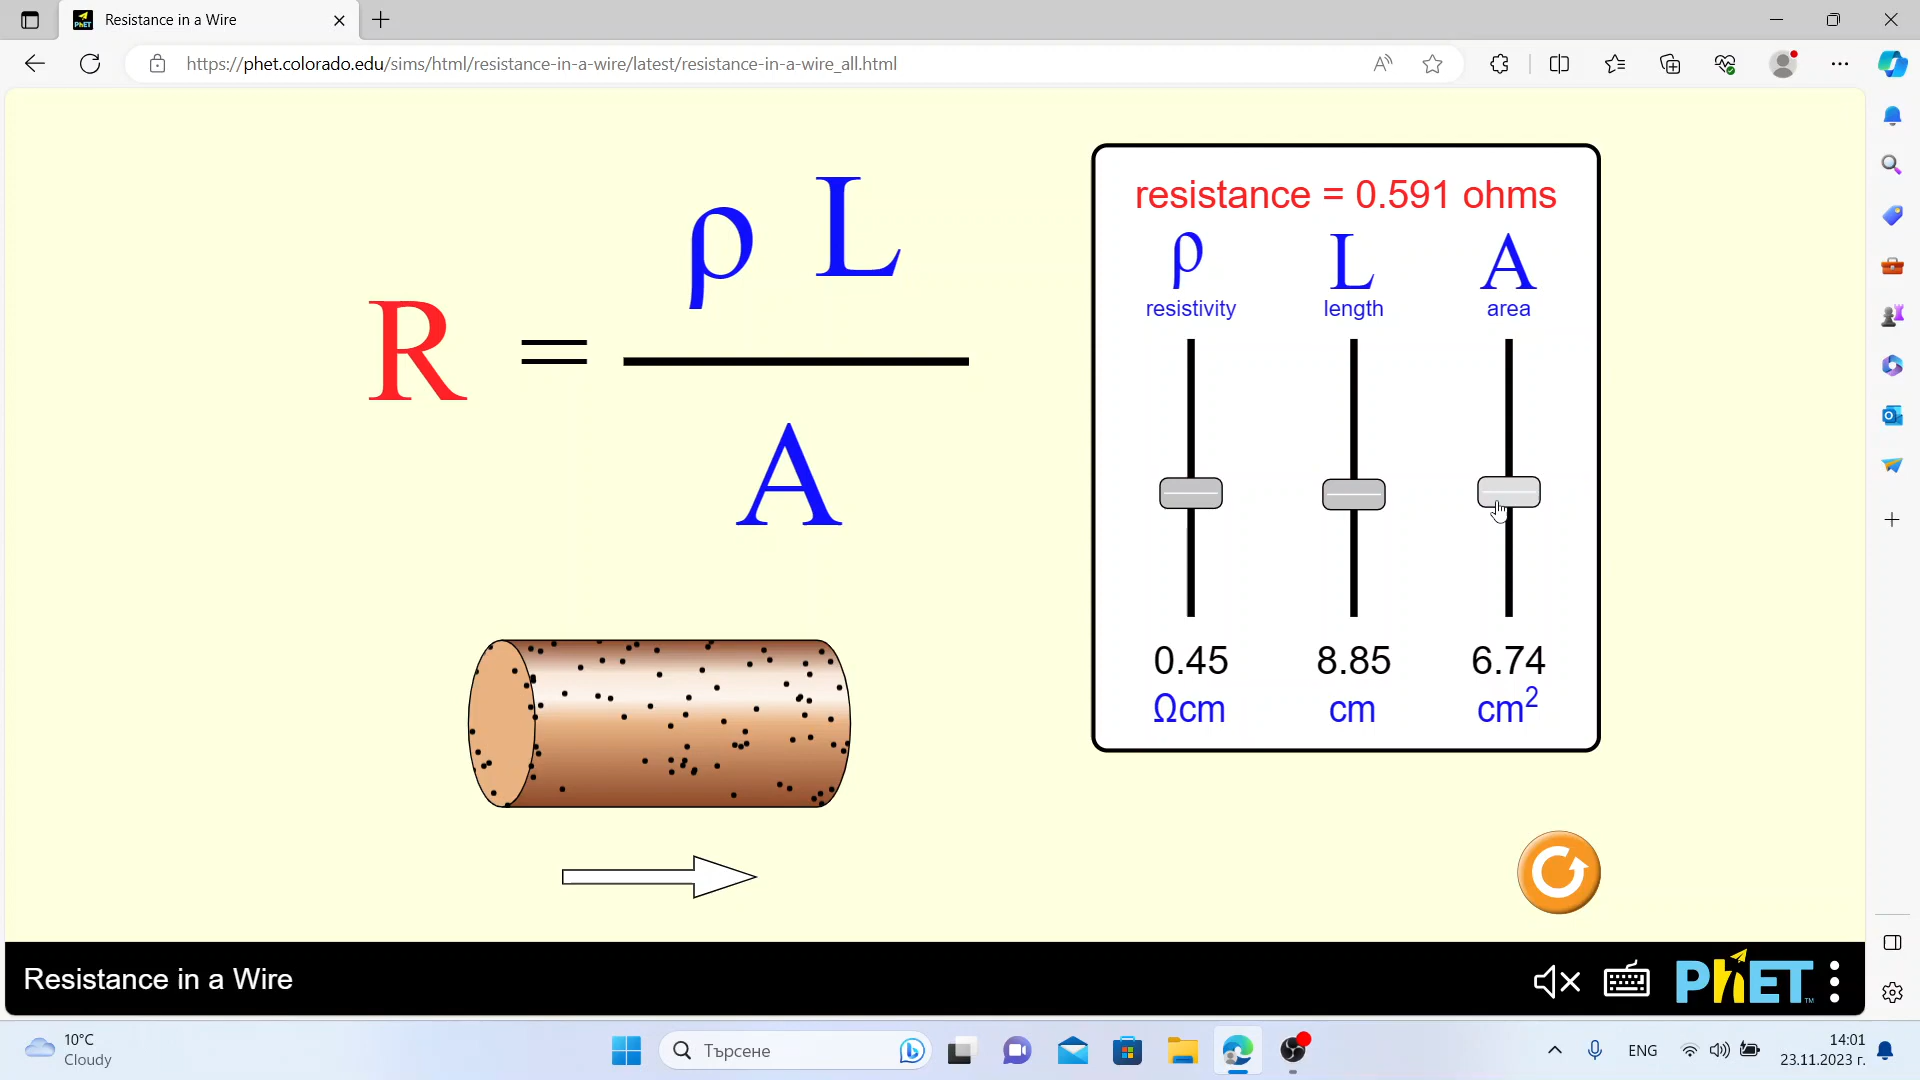 Resistance in a Wire
https://phet.colorado.edu/sims/html/resistance-in-a-wire/latest/resistance-in-a-wire_all.html
R = ρ L
A
resistance = 0.591 ohms
ρ L A
resistivity length area
0.45 8.85 6.74
Ωcm cm cm²
Resistance in a Wire
PhET™
10°C
Cloudy
Търсене
ENG
14:01
23.11.2023 г.